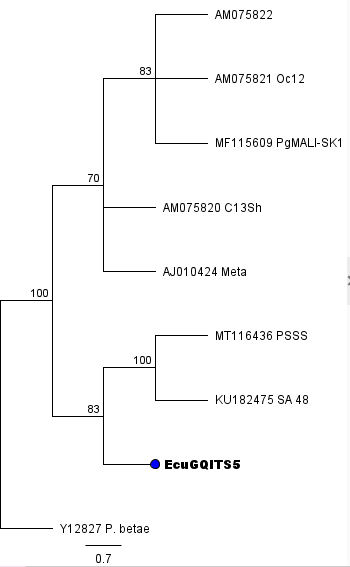 AM075822
83
AM075821 Oc12
MF115609 PgMALI-SK1
70
AM075820 C13Sh
AJ010424 Meta
100
MT116436 PSSS
100
KU182475 SA 48
83
EcuGQITS5
Y12827 P. betae
0.7